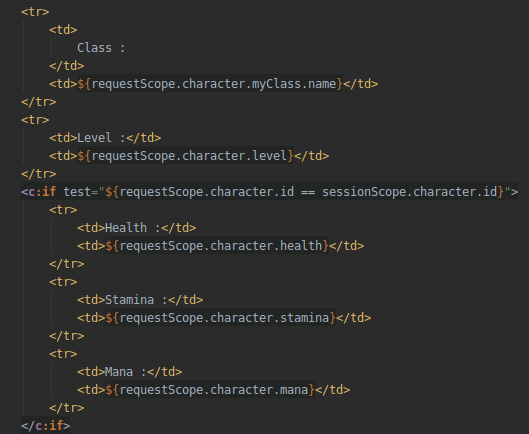 <tr>
    <td>
        Class :
    </td>
    <td>${requestScope.character.myClass.name}</td>
</tr>
<tr>
    <td>Level :</td>
    <td>${requestScope.character.level}</td>
</tr>
<c:if test="${requestScope.character.id == sessionScope.character.id}">
    <tr>
        <td>Health :</td>
        <td>${requestScope.character.health}</td>
    </tr>
    <tr>
        <td>Stamina :</td>
        <td>${requestScope.character.stamina}</td>
    </tr>
    <tr>
        <td>Mana :</td>
        <td>${requestScope.character.mana}</td>
    </tr>
</c:if>